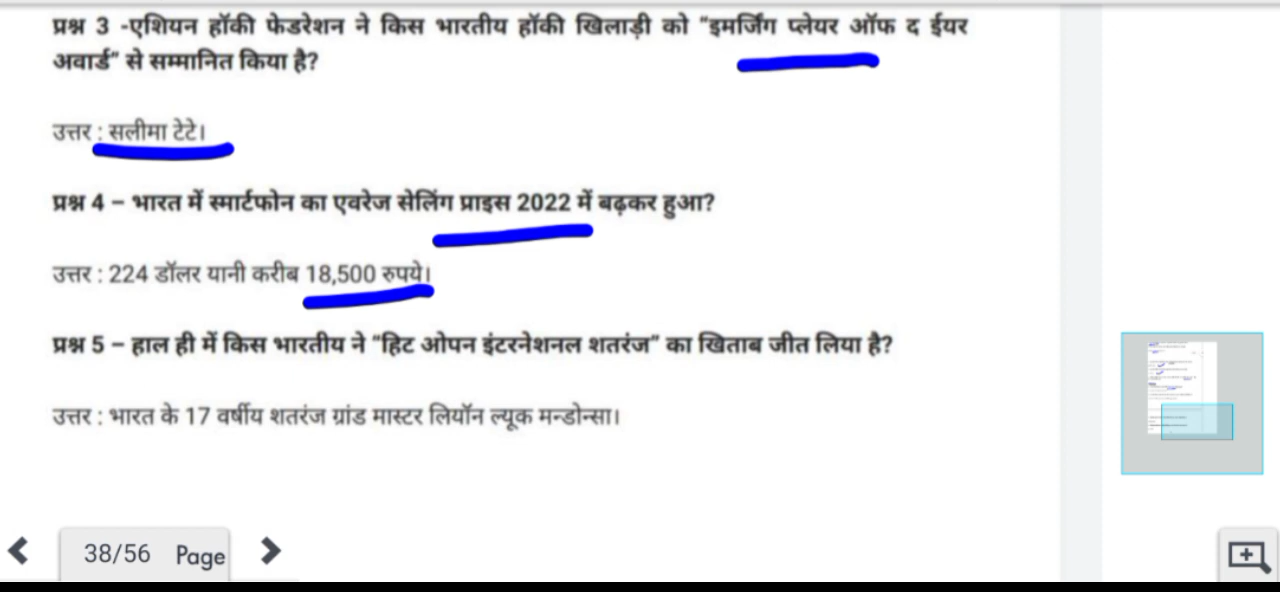 प्रश्न 3 -एशियन हॉकी फेडरेशन ने किस भारतीय हॉकी खिलाड़ी को "इमर्जिंग प्लेयर ऑफ द ईयर
अवार्ड" से सम्मानित किया है?
उत्तर : सलीमा टेटे।
प्रश्न 4 – भारत में स्मार्टफोन का एवरेज सेलिंग प्राइस 2022 में बढ़कर हुआ?
उत्तर : 224 डॉलर यानी करीब 18,500 रुपये।
प्रश्न 5 – हाल ही में किस भारतीय ने "हिट ओपन इंटरनेशनल शतरंज" का खिताब जीत लिया है?
उत्तर : भारत के 17 वर्षीय शतरंज ग्रांड मास्टर लियॉन ल्यूक मन्डोन्सा।
38/56 Page